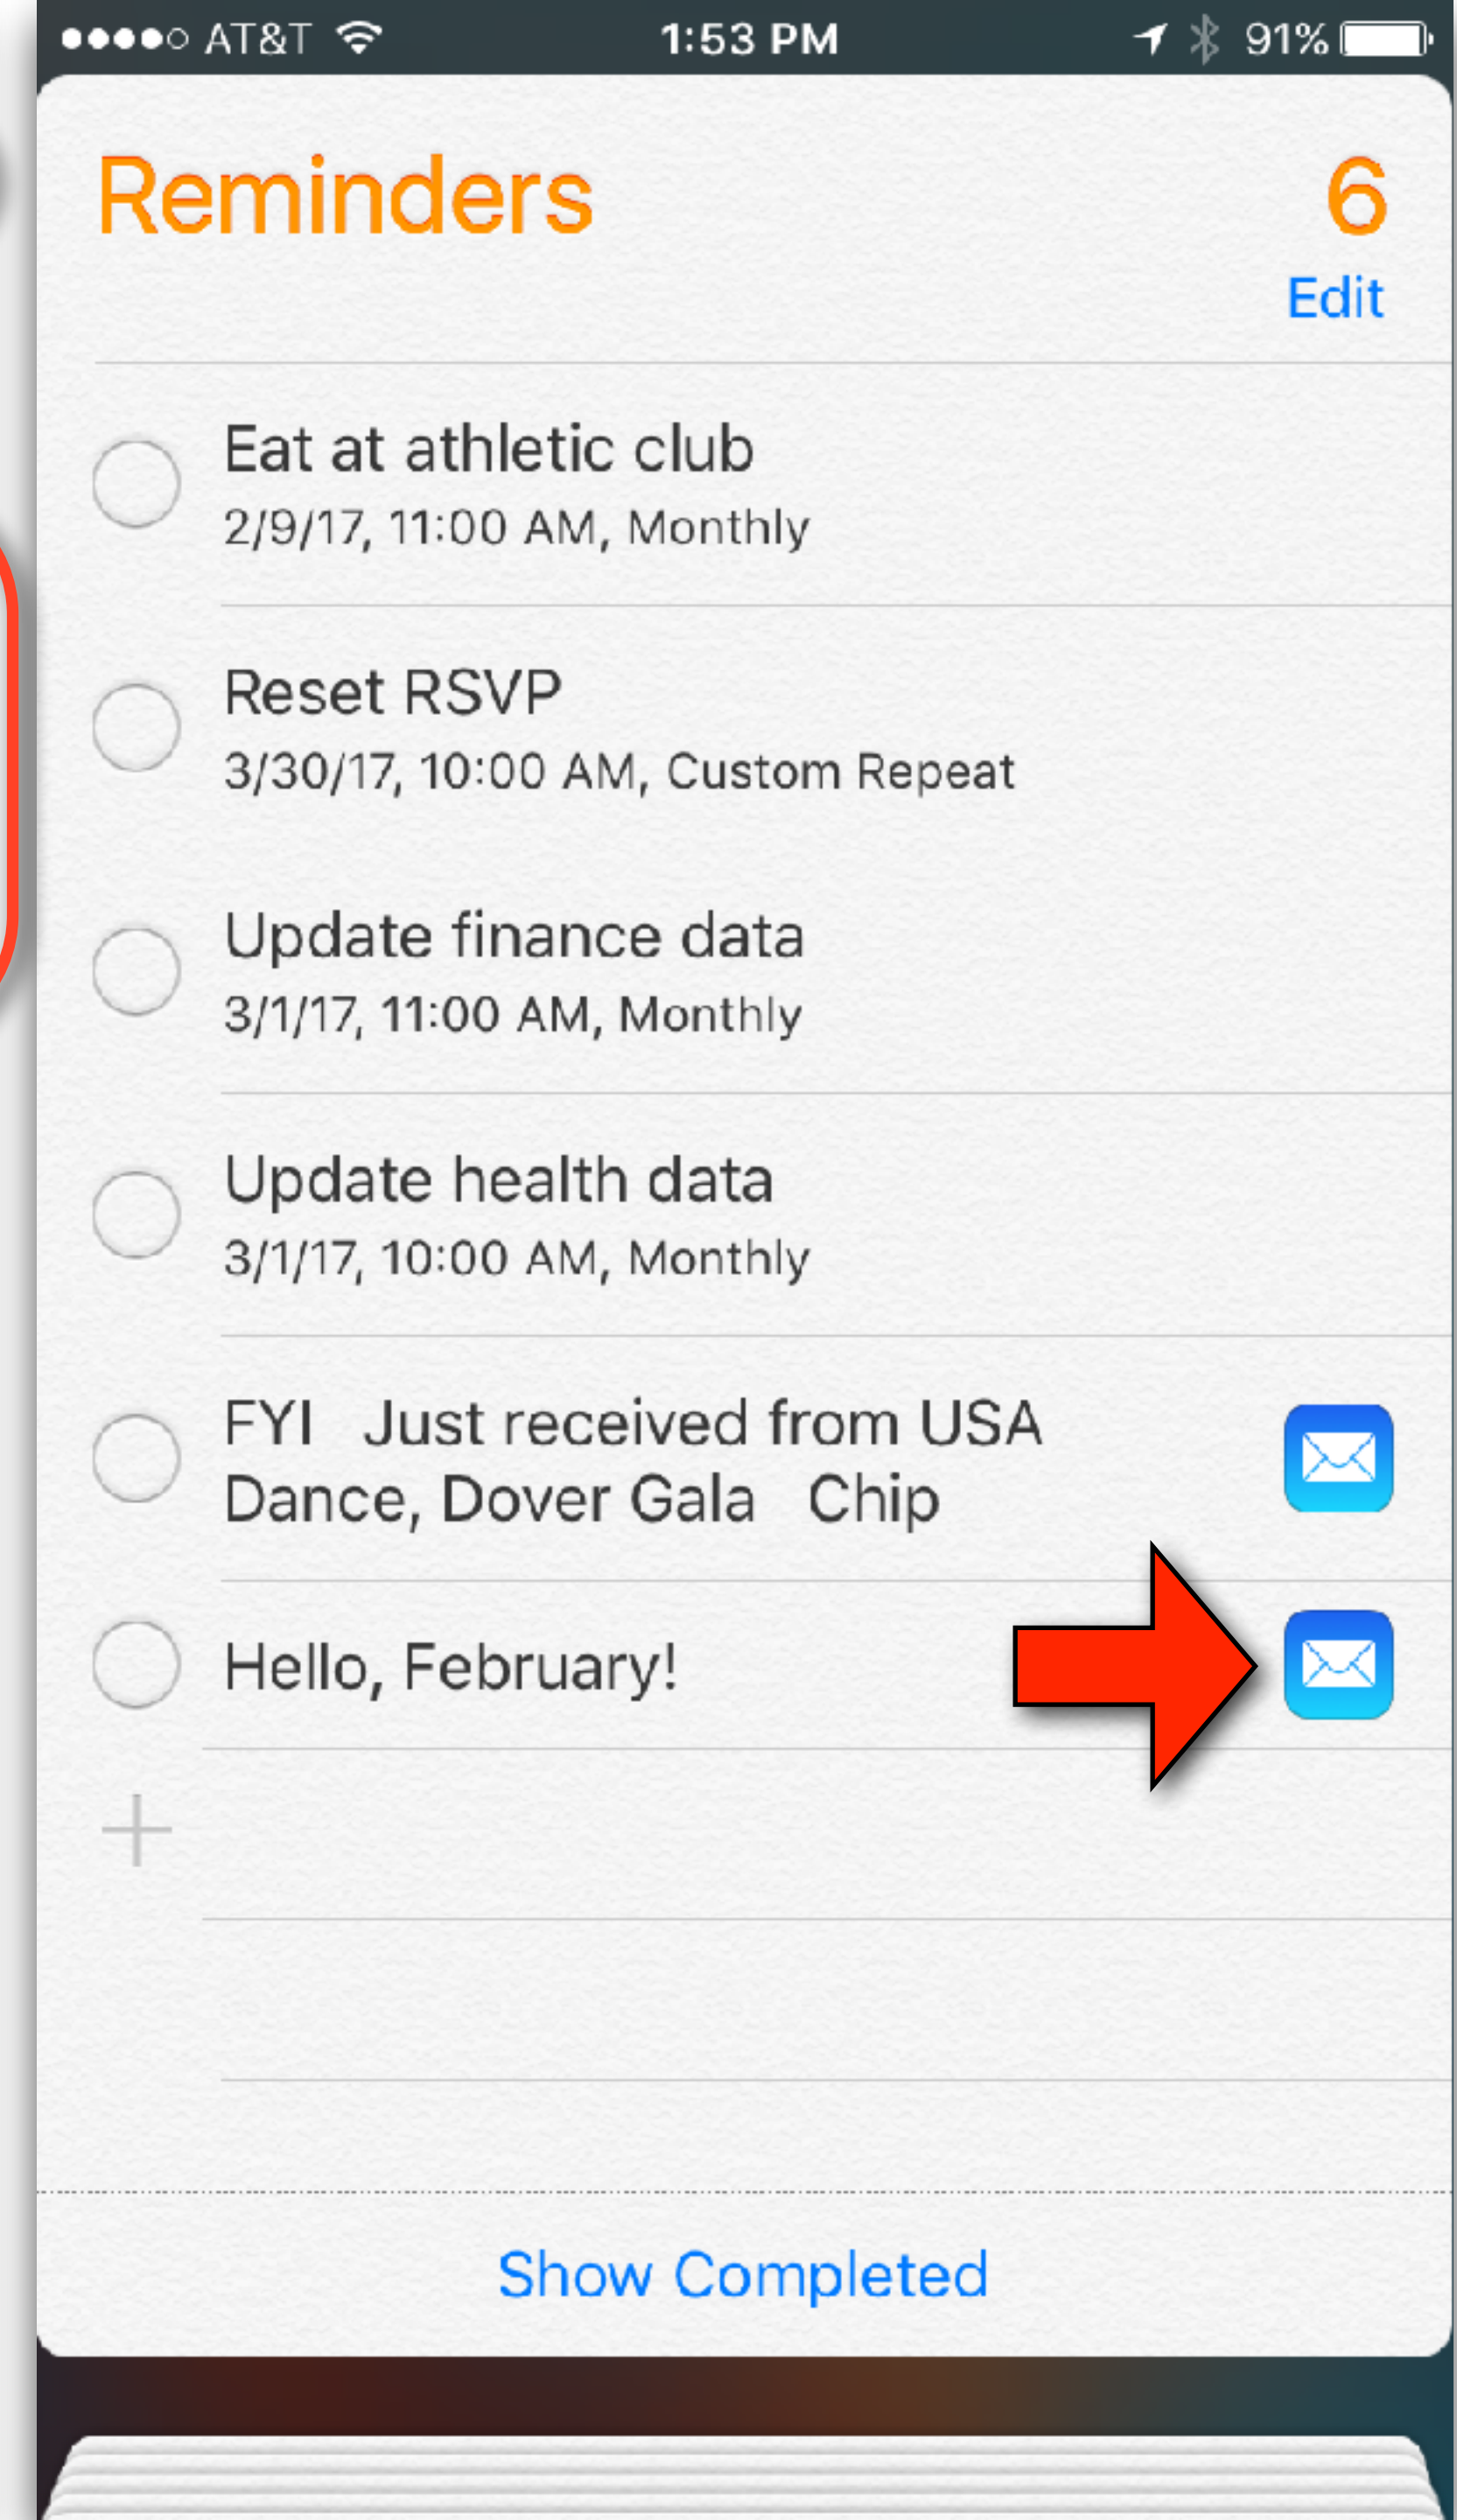 AT&T 1:53 PM 91%
Reminders 6
Edit
Eat at athletic club
2/9/17, 11:00 AM, Monthly
Reset RSVP
3/30/17, 10:00 AM, Custom Repeat
Update finance data
3/1/17, 11:00 AM, Monthly
Update health data
3/1/17, 10:00 AM, Monthly
FYI   Just received from USA
Dance, Dover Gala   Chip
Hello, February!
Show Completed